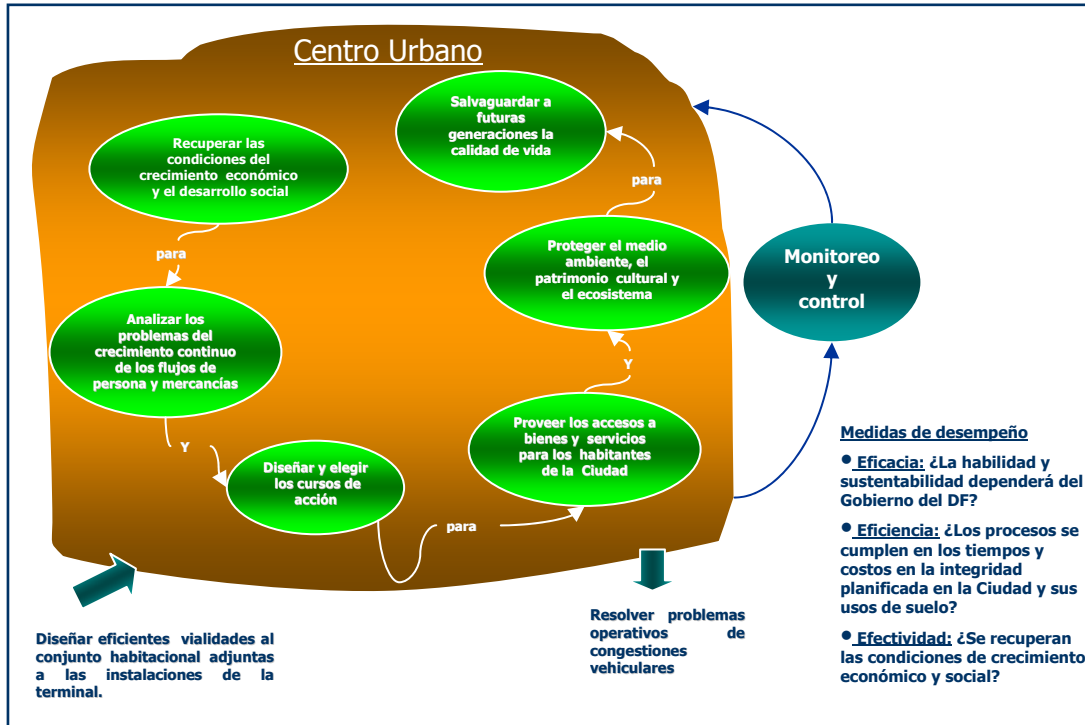 Centro Urbano
Salvaguardar a
futuras
generaciones la
calidad de vida
Recuperar las
condiciones del
crecimiento económico
y el desarrollo social
para
para
Proteger el medio
ambiente, el
patrimonio cultural y
el ecosistema
Monitoreo
y
control
Analizar los
problemas del
crecimiento continuo
de los flujos de
persona y mercancías
Y
Y
Proveer los accesos a
bienes y servicios
para los habitantes
de la Ciudad
Diseñar y elegir
los cursos de
acción
para
Medidas de desempeño
• Eficacia: ¿La habilidad y
sustentabilidad dependerá del
Gobierno del DF?
• Eficiencia: ¿Los procesos se
cumplen en los tiempos y
costos en la integridad
planificada en la Ciudad y sus
usos de suelo?
• Efectividad: ¿Se recuperan
las condiciones de crecimiento
económico y social?
Diseñar eficientes vialidades al
conjunto habitacional adjuntas
a las instalaciones de la
terminal.
Resolver problemas
operativos de
congestiones
vehiculares